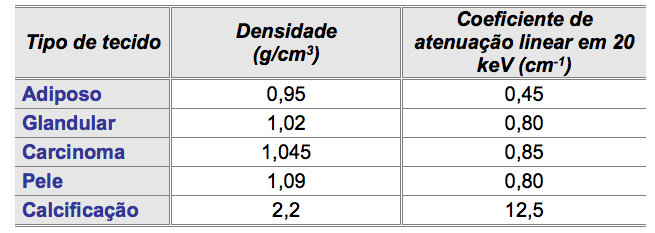 Tipo de tecido Densidade (g/cm³) Coeficiente de atenuação linear em 20 keV (cm⁻¹)
Adiposo 0,95 0,45
Glandular 1,02 0,80
Carcinoma 1,045 0,85
Pele 1,09 0,80
Calcificação 2,2 12,5